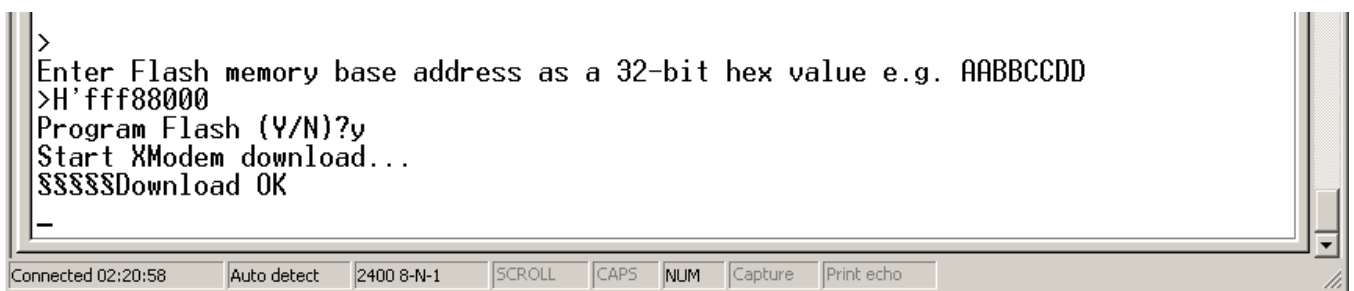 >
Enter Flash memory base address as a 32-bit hex value e.g. AABBCCDD
>H'fff88000
Program Flash (Y/N)?y
Start XModem download...
§§§§§Download OK
_
Connected 02:20:58 Auto detect 2400 8-N-1 SCROLL CAPS NUM Capture Print echo